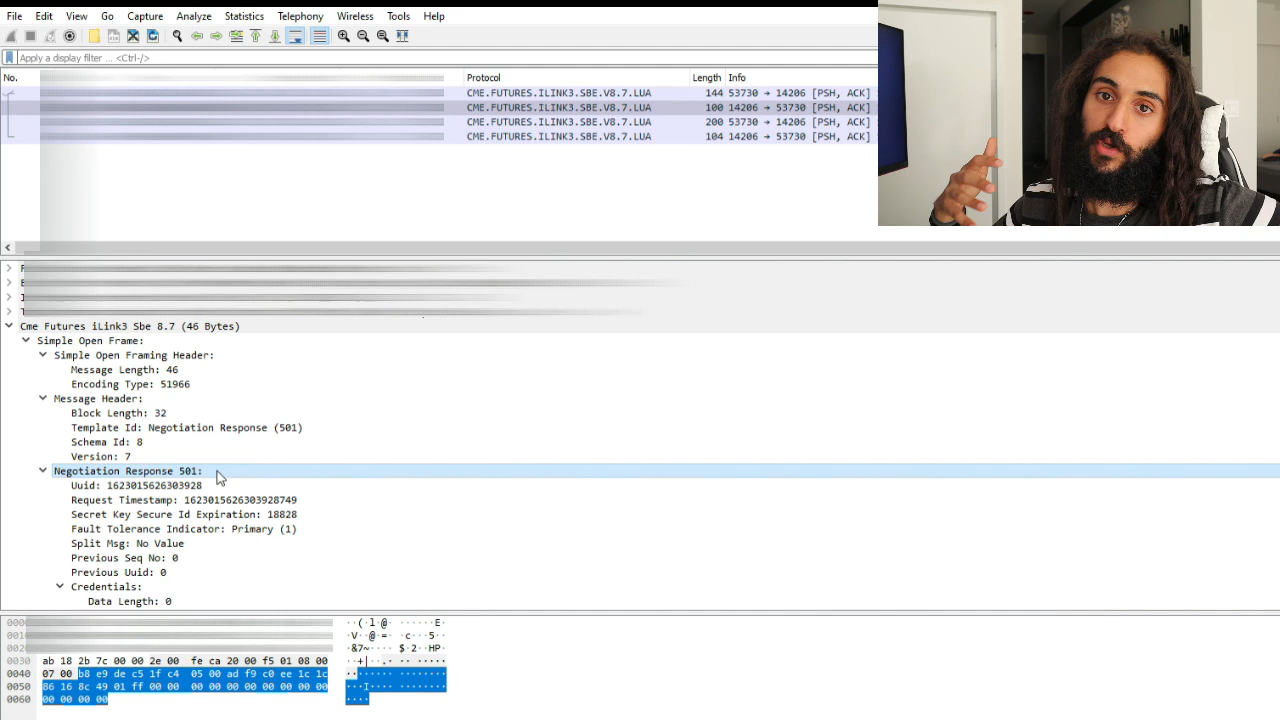 File Edit View Go Capture Analyze Statistics Telephony Wireless Tools Help
Apply a display filter ... <Ctrl-/>
No. Protocol Length Info
CME.FUTURES.ILINK3.SBE.V8.7.LUA 144 53730 → 14206 [PSH, ACK]
CME.FUTURES.ILINK3.SBE.V8.7.LUA 100 14206 → 53730 [PSH, ACK]
CME.FUTURES.ILINK3.SBE.V8.7.LUA 200 53730 → 14206 [PSH, ACK]
CME.FUTURES.ILINK3.SBE.V8.7.LUA 104 14206 → 53730 [PSH, ACK]
Cme Futures iLink3 Sbe 8.7 (46 Bytes)
Simple Open Frame:
Simple Open Framing Header:
Message Length: 46
Encoding Type: 51966
Message Header:
Block Length: 32
Template Id: Negotiation Response (501)
Schema Id: 8
Version: 7
Negotiation Response 501:
Uuid: 1623015626303928
Request Timestamp: 1623015626303928749
Secret Key Secure Id Expiration: 18828
Fault Tolerance Indicator: Primary (1)
Split Msg: No Value
Previous Seq No: 0
Previous Uuid: 0
Credentials:
Data Length: 0
··(·l·@· ······E·
·V··@·=· ··c··5··
·&7~···· $·2··HP·
0030 ab 18 2b 7c 00 00 2e 00 fe ca 20 00 f5 01 08 00 ··+|··.· ·· ·····
0040 07 00 b8 e9 de c5 1f c4 05 00 ad f9 c0 ee 1c 1c ········ ········
0050 86 16 8c 49 01 ff 00 00 00 00 00 00 00 00 00 00 ···I···· ········
0060 00 00 00 00 ····